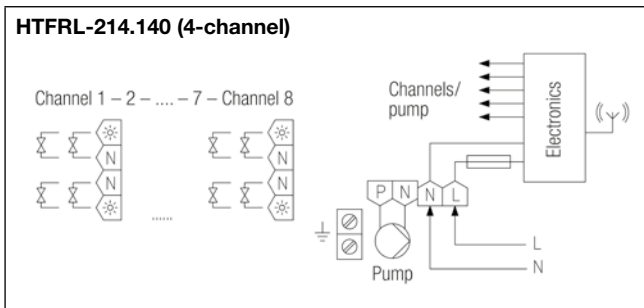 HTFRL-214.140 (4-channel)
Channel 1 – 2 – .... – 7 – Channel 8
N
N
N
N
......
Channels/
pump
Electronics
P N N L
Pump
L
N